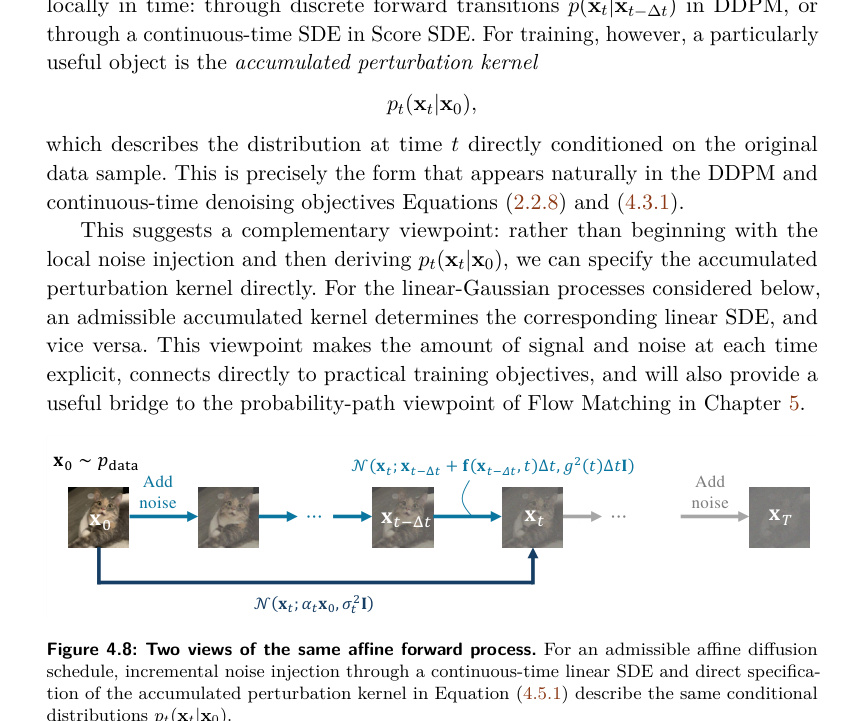 locally in time: through discrete forward transitions p(x_t|x_{t−Δt}) in DDPM, or
through a continuous-time SDE in Score SDE. For training, however, a particularly
useful object is the accumulated perturbation kernel
p_t(x_t|x_0),
which describes the distribution at time t directly conditioned on the original
data sample. This is precisely the form that appears naturally in the DDPM and
continuous-time denoising objectives Equations (2.2.8) and (4.3.1).
This suggests a complementary viewpoint: rather than beginning with the
local noise injection and then deriving p_t(x_t|x_0), we can specify the accumulated
perturbation kernel directly. For the linear-Gaussian processes considered below,
an admissible accumulated kernel determines the corresponding linear SDE, and
vice versa. This viewpoint makes the amount of signal and noise at each time
explicit, connects directly to practical training objectives, and will also provide a
useful bridge to the probability-path viewpoint of Flow Matching in Chapter 5.
x_0 ~ p_data
𝒩(x_t; x_{t−Δt} + f(x_{t−Δt}, t)Δt, g²(t)ΔtI)
Add
noise
Add
noise
x_0
...
x_{t−Δt}
x_t
...
x_T
𝒩(x_t; α_t x_0, σ_t² I)
Figure 4.8: Two views of the same affine forward process. For an admissible affine diffusion
schedule, incremental noise injection through a continuous-time linear SDE and direct specifica-
tion of the accumulated perturbation kernel in Equation (4.5.1) describe the same conditional
distributions p_t(x_t|x_0).